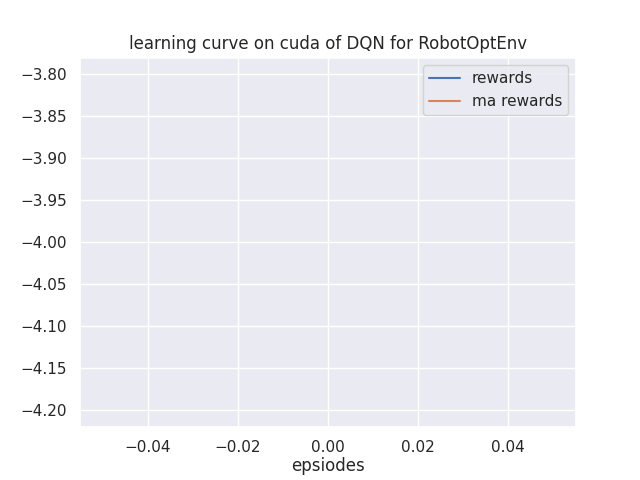 learning curve on cuda of DQN for RobotOptEnv
rewards
ma rewards
−3.80
−3.85
−3.90
−3.95
−4.00
−4.05
−4.10
−4.15
−4.20
−0.04 −0.02 0.00 0.02 0.04
epsiodes